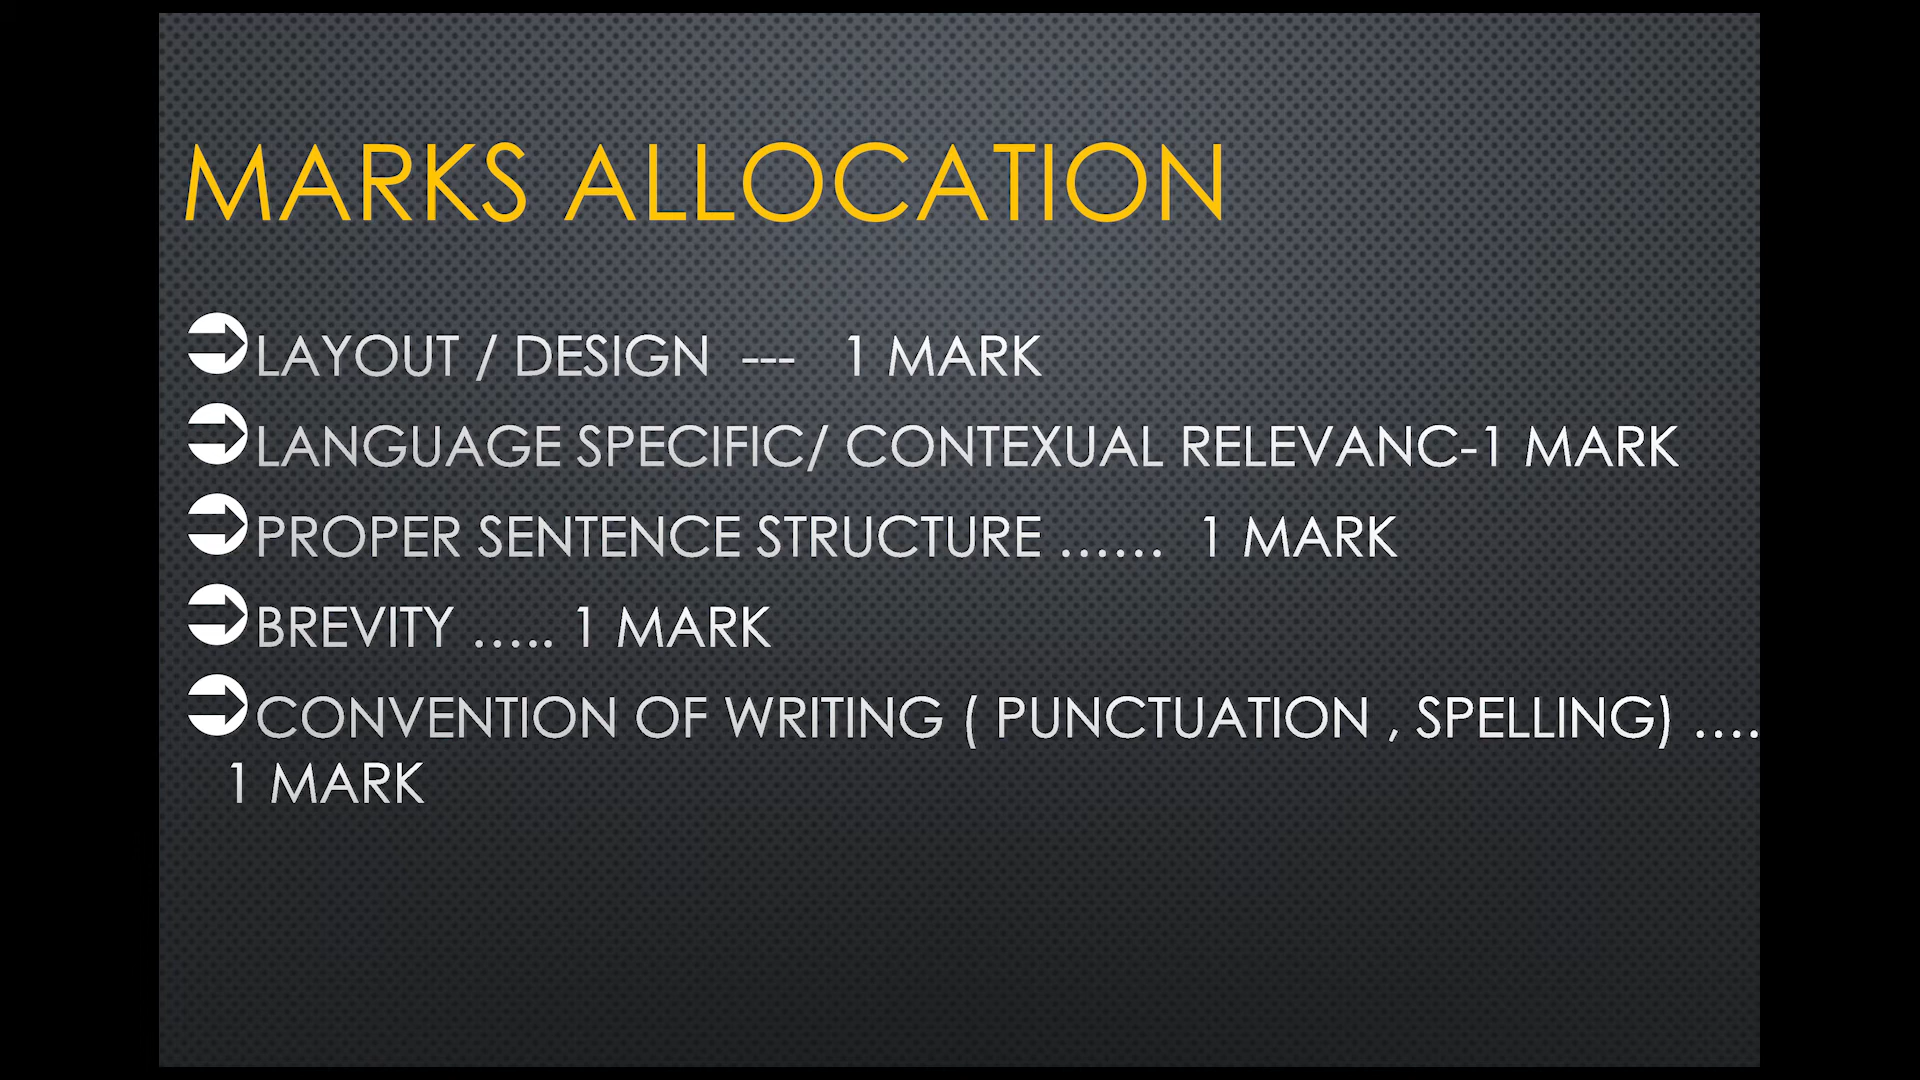 MARKS ALLOCATION
LAYOUT / DESIGN --- 1 MARK
LANGUAGE SPECIFIC/ CONTEXUAL RELEVANC-1 MARK
PROPER SENTENCE STRUCTURE ...... 1 MARK
BREVITY ..... 1 MARK
CONVENTION OF WRITING ( PUNCTUATION , SPELLING) ....
1 MARK